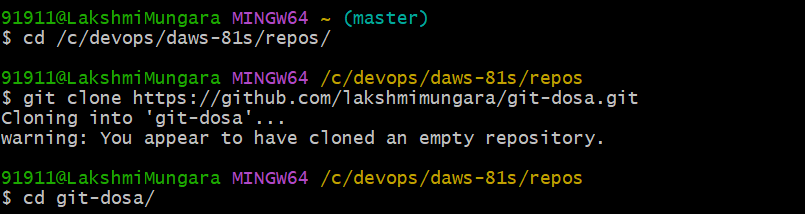 91911@LakshmiMungara MINGW64 ~ (master)
$ cd /c/devops/daws-81s/repos/
91911@LakshmiMungara MINGW64 /c/devops/daws-81s/repos
$ git clone https://github.com/lakshmimungara/git-dosa.git
Cloning into 'git-dosa'...
warning: You appear to have cloned an empty repository.
91911@LakshmiMungara MINGW64 /c/devops/daws-81s/repos
$ cd git-dosa/